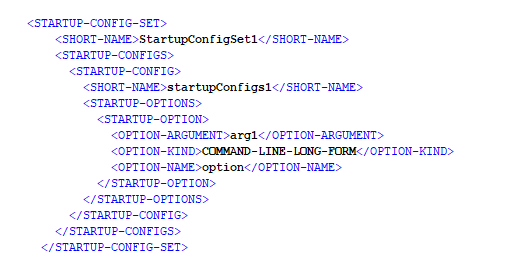 <STARTUP-CONFIG-SET>
<SHORT-NAME>StartupConfigSet1</SHORT-NAME>
<STARTUP-CONFIGS>
<STARTUP-CONFIG>
<SHORT-NAME>startupConfigs1</SHORT-NAME>
<STARTUP-OPTIONS>
<STARTUP-OPTION>
<OPTION-ARGUMENT>arg1</OPTION-ARGUMENT>
<OPTION-KIND>COMMAND-LINE-LONG-FORM</OPTION-KIND>
<OPTION-NAME>option</OPTION-NAME>
</STARTUP-OPTION>
</STARTUP-OPTIONS>
</STARTUP-CONFIG>
</STARTUP-CONFIGS>
</STARTUP-CONFIG-SET>